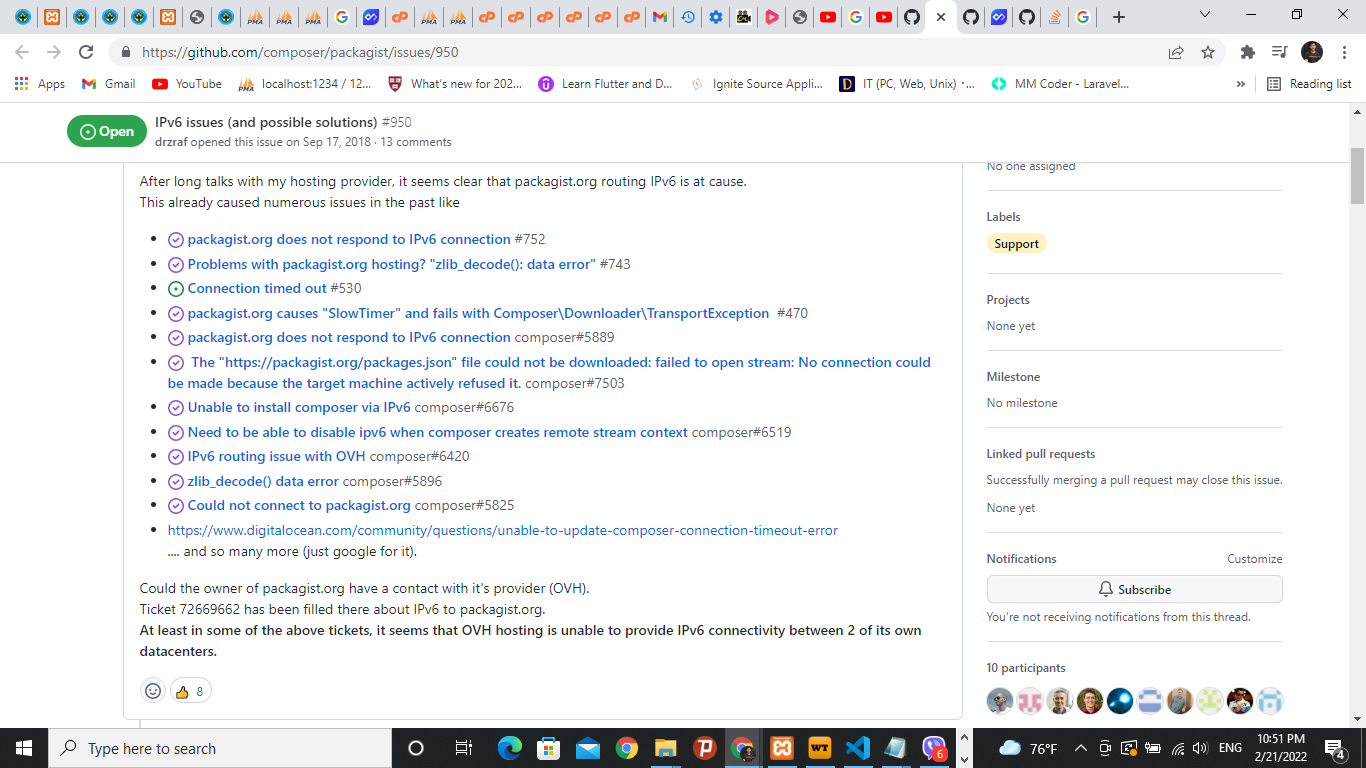 https://github.com/composer/packagist/issues/950
Apps
Gmail
YouTube
localhost:1234 / 12...
What's new for 202...
Learn Flutter and D...
Ignite Source Appli...
IT (PC, Web, Unix) ·...
MM Coder - Laravel...
»
Reading list
Open
IPv6 issues (and possible solutions) #950
drzraf opened this issue on Sep 17, 2018 · 13 comments
After long talks with my hosting provider, it seems clear that packagist.org routing IPv6 is at cause.
This already caused numerous issues in the past like
packagist.org does not respond to IPv6 connection #752
Problems with packagist.org hosting? "zlib_decode(): data error" #743
Connection timed out #530
packagist.org causes "SlowTimer" and fails with Composer\Downloader\TransportException #470
packagist.org does not respond to IPv6 connection composer#5889
The "https://packagist.org/packages.json" file could not be downloaded: failed to open stream: No connection could
be made because the target machine actively refused it. composer#7503
Unable to install composer via IPv6 composer#6676
Need to be able to disable ipv6 when composer creates remote stream context composer#6519
IPv6 routing issue with OVH composer#6420
zlib_decode() data error composer#5896
Could not connect to packagist.org composer#5825
https://www.digitalocean.com/community/questions/unable-to-update-composer-connection-timeout-error
.... and so many more (just google for it).
Could the owner of packagist.org have a contact with it's provider (OVH).
Ticket 72669662 has been filled there about IPv6 to packagist.org.
At least in some of the above tickets, it seems that OVH hosting is unable to provide IPv6 connectivity between 2 of its own
datacenters.
8
No one assigned
Labels
Support
Projects
None yet
Milestone
No milestone
Linked pull requests
Successfully merging a pull request may close this issue.
None yet
Notifications
Customize
Subscribe
You're not receiving notifications from this thread.
10 participants
Type here to search
WT
6
76°F
ENG
10:51 PM
2/21/2022
4